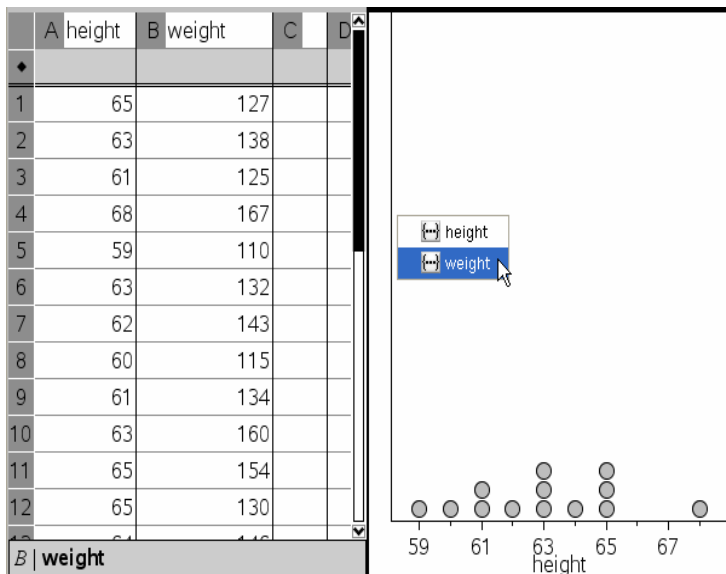 A height B weight C D
◆
1 65 127
2 63 138
3 61 125
4 68 167
5 59 110
6 63 132
7 62 143
8 60 115
9 61 134
10 63 160
11 65 154
12 65 130
B | weight
height
weight
59 61 63 65 67
height